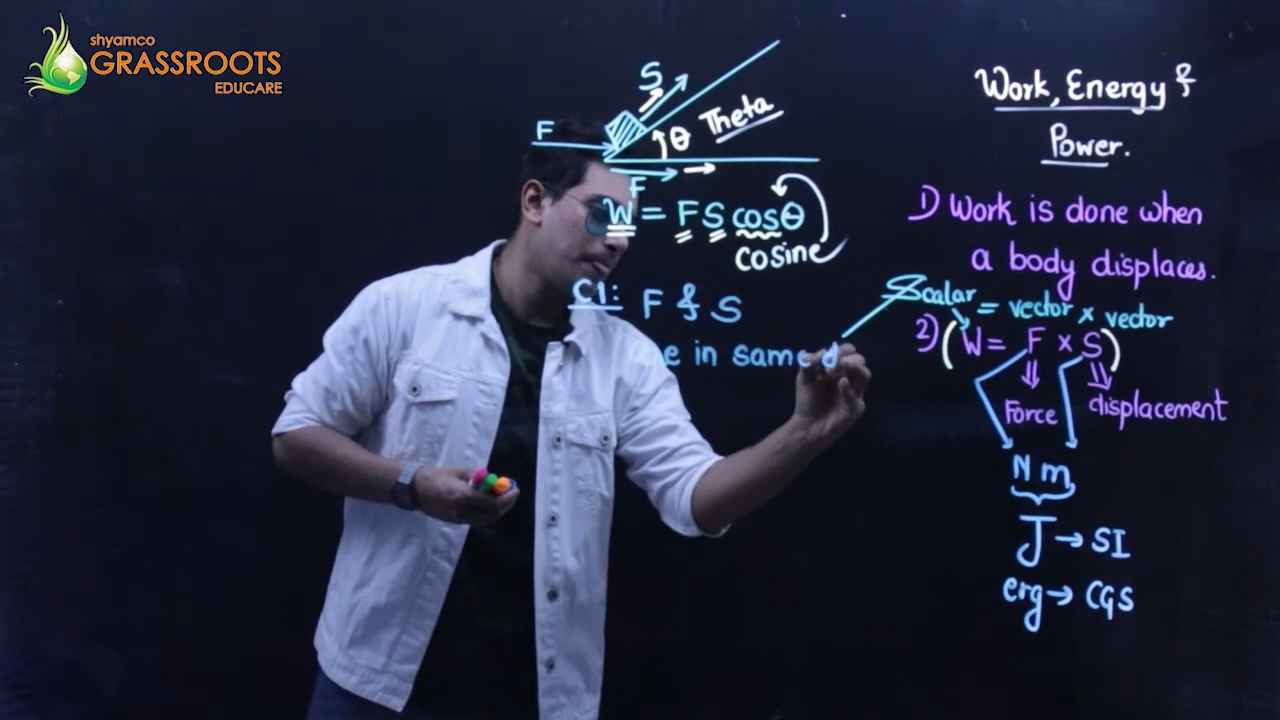 shyamco
GRASSROOTS
EDUCARE
S
F
θ Theta
F
W = F S cosθ
cosine
C1: F & S
are in same d
Work, Energy &
Power.
1) Work is done when
a body displaces.
Scalar = vector × vector
2) (W = F × S)
Force displacement
N m
J → SI
erg → CGS